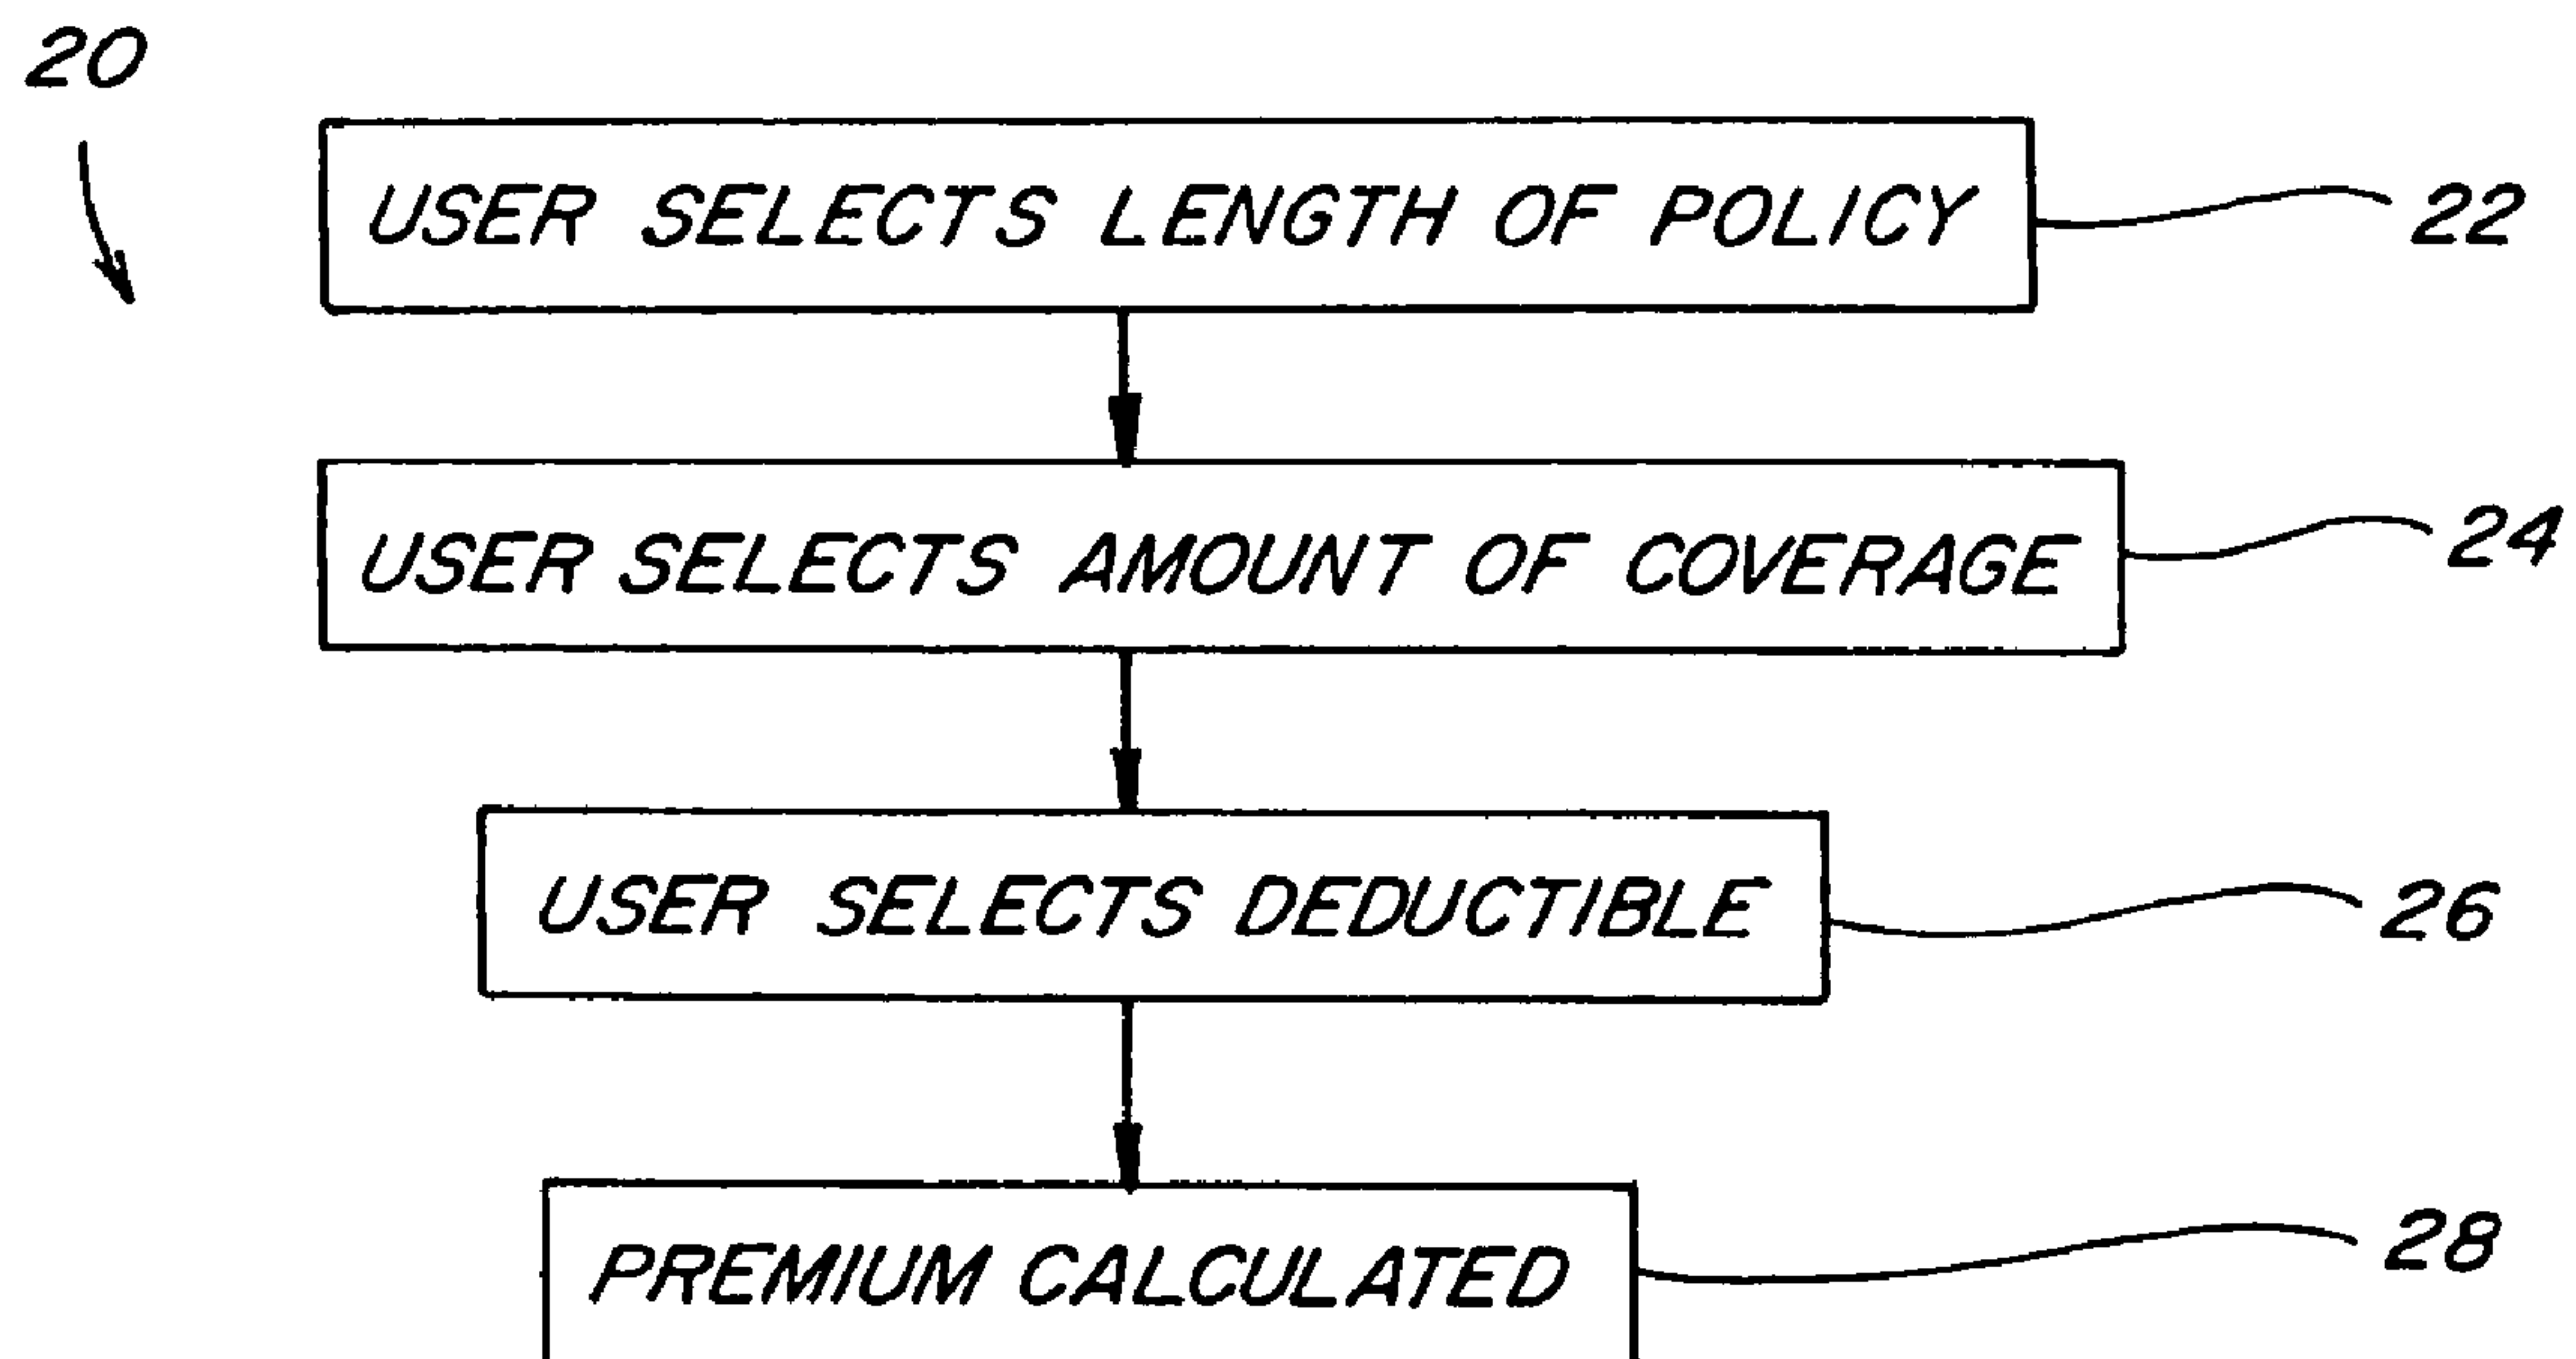 20
USER SELECTS LENGTH OF POLICY
22
USER SELECTS AMOUNT OF COVERAGE
24
USER SELECTS DEDUCTIBLE
26
PREMIUM CALCULATED
28